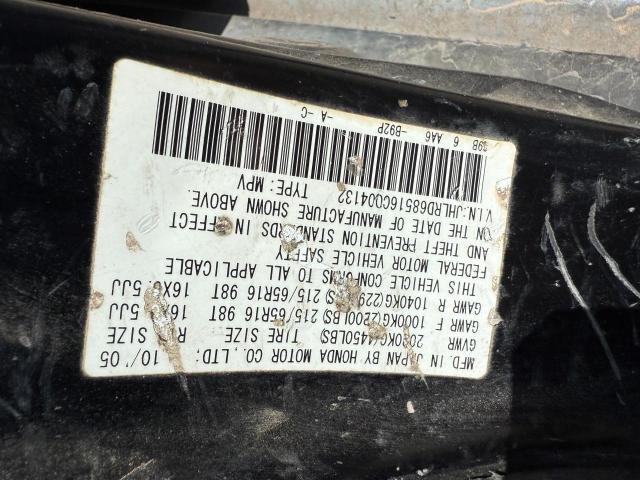 MFD. IN JAPAN BY HONDA MOTOR CO., LTD: 10/'05
GVWR 2020KG(4450LBS) TIRE SIZE RIM SIZE
GAWR F 1000KG(2200LBS) 215/65R16 98T 16X6.5JJ
GAWR R 1040KG( 215/65R16 98T 16X6.5JJ
THIS VEHICLE CONFORMS TO ALL APPLICABLE
FEDERAL MOTOR VEHICLE SAFETY
AND THEFT PREVENTION STANDARDS IN EFFECT
ON THE DATE OF MANUFACTURE SHOWN ABOVE.
VIN:JHLRD68516C004132 TYPE:MPV
39B 6 AA6 -B92P -A -C